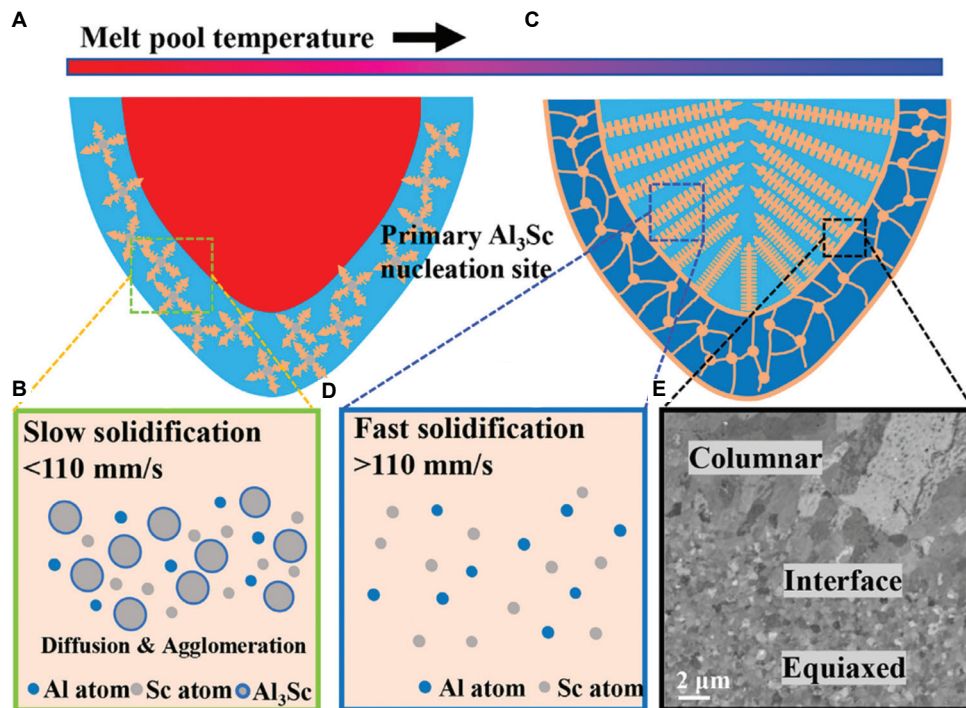 A
C
Melt pool temperature
Primary Al₃Sc
nucleation site
B
D
E
Slow solidification
<110 mm/s
Diffusion & Agglomeration
Al atom Sc atom Al₃Sc
Fast solidification
>110 mm/s
Al atom Sc atom
Columnar
Interface
Equiaxed
2 μm